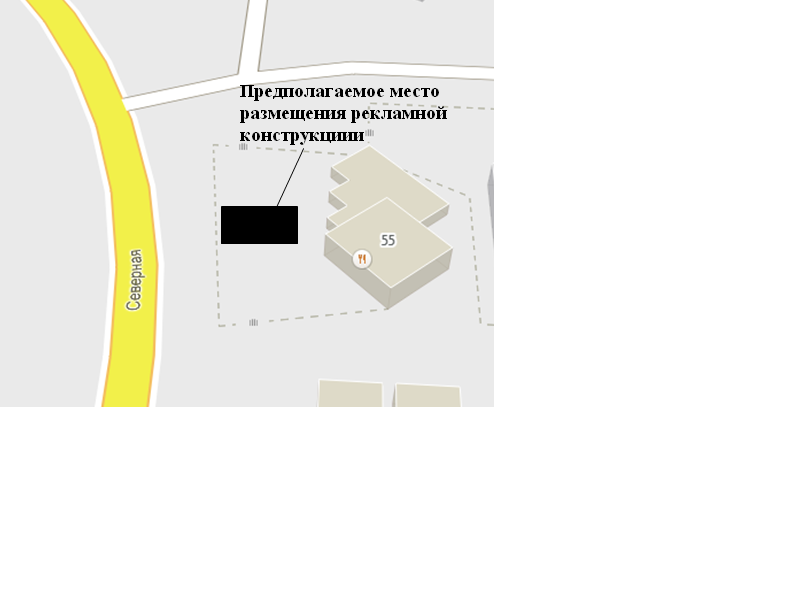 Предполагаемое место
размещения рекламной
конструкциии
55
Северная